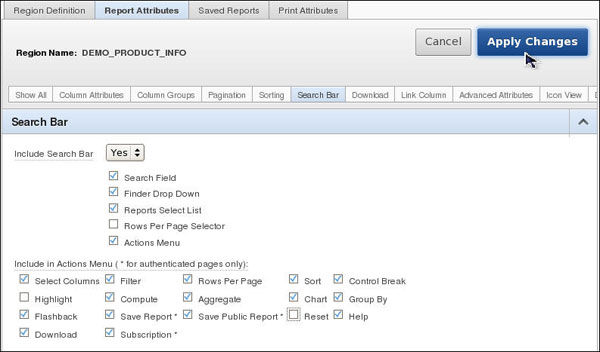 Region Definition Report Attributes Saved Reports Print Attributes
Region Name: DEMO_PRODUCT_INFO Cancel Apply Changes
Show All Column Attributes Column Groups Pagination Sorting Search Bar Download Link Column Advanced Attributes Icon View
Search Bar
Include Search Bar Yes
Search Field
Finder Drop Down
Reports Select List
Rows Per Page Selector
Actions Menu
Include in Actions Menu ( * for authenticated pages only):
Select Columns Filter Rows Per Page Sort Control Break
Highlight Compute Aggregate Chart Group By
Flashback Save Report * Save Public Report * Reset Help
Download Subscription *